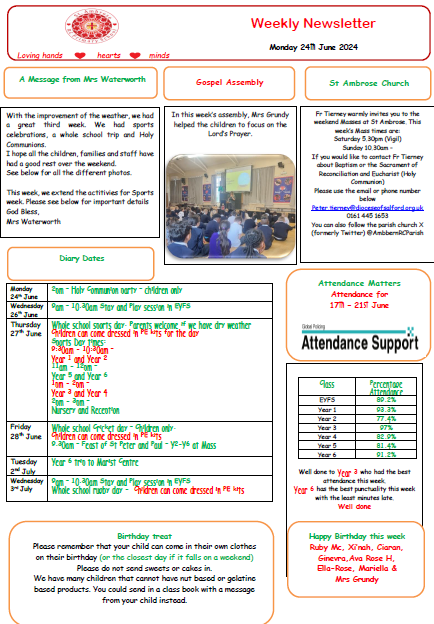 St Ambrose
Weekly Newsletter
Monday 24th June 2024
Loving hands hearts minds
A Message from Mrs Waterworth
Gospel Assembly
St Ambrose Church
With the improvement of the weather, we had
a great third week. We had sports
celebrations, a whole school trip and Holy
Communions.
I hope all the children, families and staff have
had a good rest over the weekend.
See below for all the different photos.
This week, we extend the activities for Sports
week. Please see below for important details
God Bless,
Mrs Waterworth
In this week's assembly, Mrs Grundy
helped the children to focus on the
Lord's Prayer.
Fr Tierney warmly invites you to the
weekend Masses at St Ambrose. This
week's Mass times are:
Saturday 5.30pm (Vigil)
Sunday 10.30am -
If you would like to contact Fr Tierney
about Baptism or the Sacrament of
Reconciliation and Eucharist (Holy
Communion)
Please use the email or phone number
below
Peter.tierney@dioceseofsalford.org.uk
0161 445 1653
You can also follow the parish church X
(formerly Twitter) @AmbernRCParish
Diary Dates
Monday
24th June
2pm - Holy Communion party - children only
Wednesday
26th June
9am - 10:30am Stay and Play session in EYFS
Thursday
27th June
Whole school sports day. Parents welcome if we have dry weather
Children can come dressed in PE kits for the day
Sports Day times:
9:30am - 10:30am -
Year 1 and Year 2
11am - 12pm -
Year 5 and Year 6
1pm - 2pm -
Year 3 and Year 4
2pm - 3pm -
Nursery and Reception
Friday
28th June
Whole school Cricket day - Children only.
Children can come dressed in PE kits
9.30am - Feast of St Peter and Paul - Y2-Y6 at Mass
Tuesday
2nd July
Year 5 trip to Marist Centre
Wednesday
3rd July
9am - 10:30am Stay and Play session in EYFS
Whole school rugby day - Children can come dressed in PE kits
Attendance Matters
Attendance for
17th - 21st June
Global Policing
Attendance Support
Class Percentage
Attendance
EYFS 89.2%
Year 1 93.3%
Year 2 77.4%
Year 3 97%
Year 4 82.9%
Year 5 81.4%
Year 6 91.2%
Well done to Year 3 who had the best
attendance this week.
Year 6 has the best punctuality this week
with the least minutes late.
Well done
Birthday treat
Please remember that your child can come in their own clothes
on their birthday (or the closest day if it falls on a weekend)
Please do not send sweets or cakes in.
We have many children that cannot have nut based or gelatine
based products. You could send in a class book with a message
from your child instead.
Happy Birthday this week
Ruby Mc, Xi'nah, Ciaran,
Ginevra,Ava Rose H,
Ella-Rose, Mariella &
Mrs Grundy